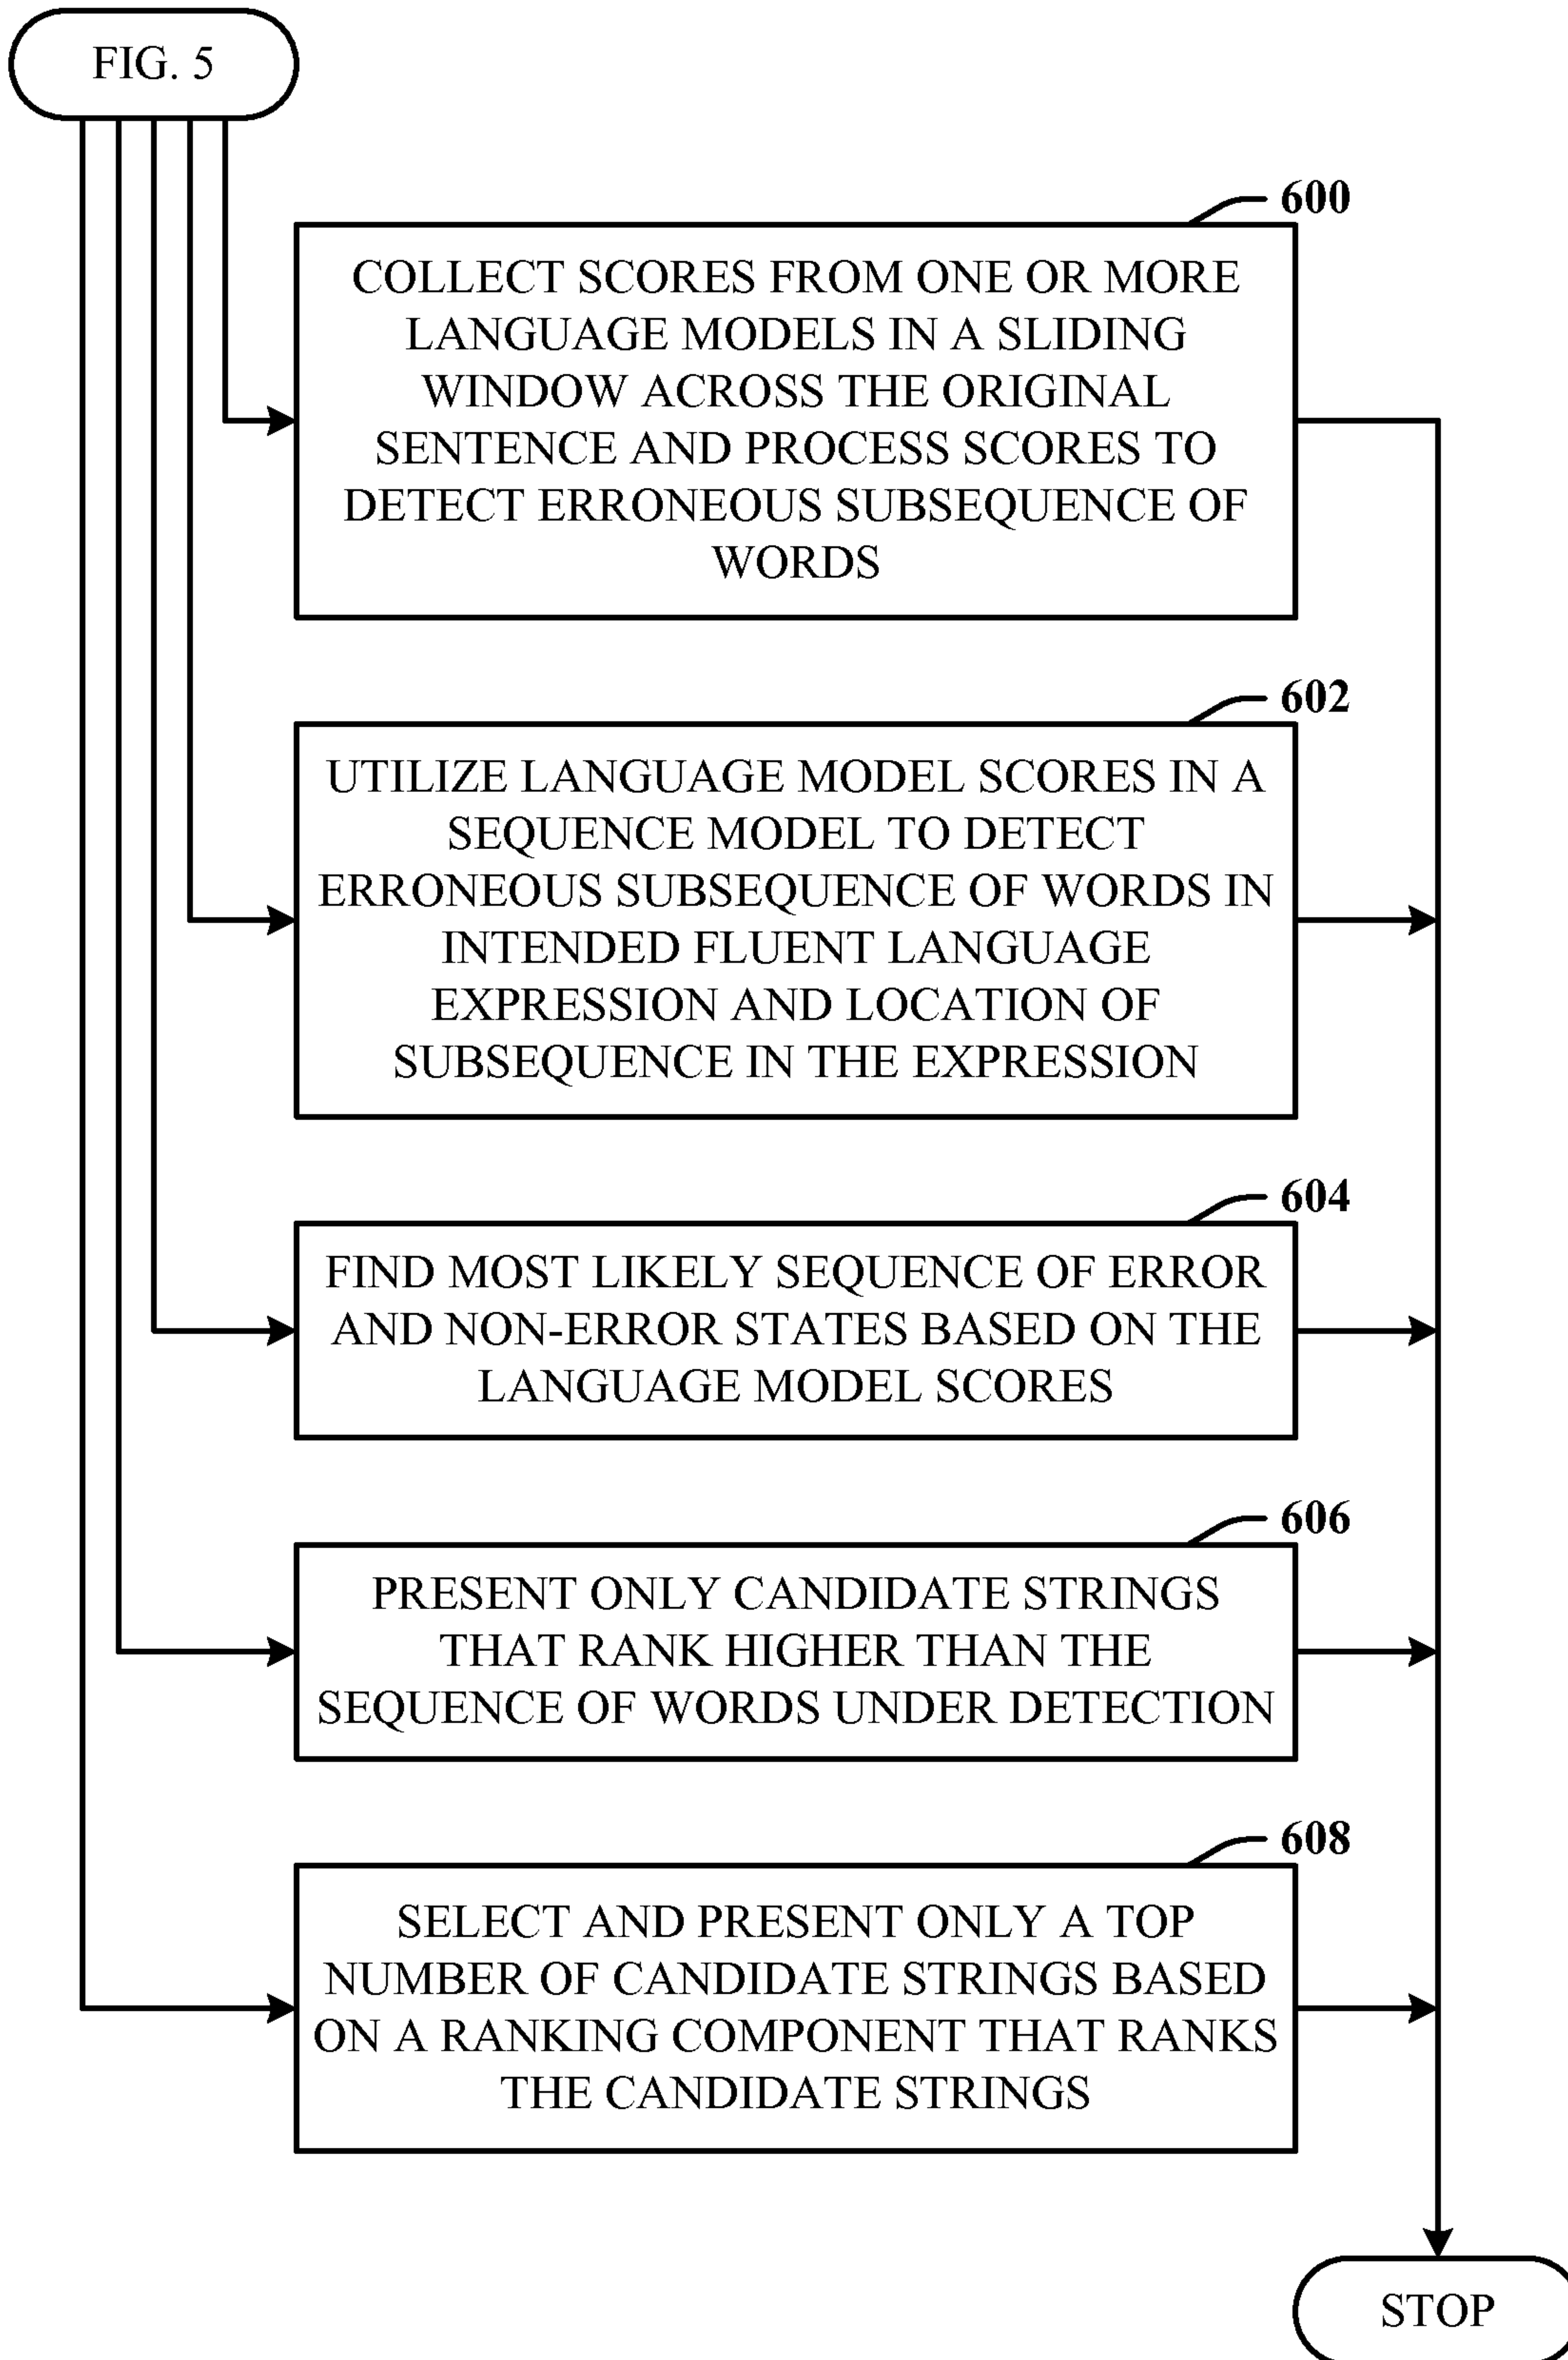 FIG. 5
600
COLLECT SCORES FROM ONE OR MORE
LANGUAGE MODELS IN A SLIDING
WINDOW ACROSS THE ORIGINAL
SENTENCE AND PROCESS SCORES TO
DETECT ERRONEOUS SUBSEQUENCE OF
WORDS
602
UTILIZE LANGUAGE MODEL SCORES IN A
SEQUENCE MODEL TO DETECT
ERRONEOUS SUBSEQUENCE OF WORDS IN
INTENDED FLUENT LANGUAGE
EXPRESSION AND LOCATION OF
SUBSEQUENCE IN THE EXPRESSION
604
FIND MOST LIKELY SEQUENCE OF ERROR
AND NON-ERROR STATES BASED ON THE
LANGUAGE MODEL SCORES
606
PRESENT ONLY CANDIDATE STRINGS
THAT RANK HIGHER THAN THE
SEQUENCE OF WORDS UNDER DETECTION
608
SELECT AND PRESENT ONLY A TOP
NUMBER OF CANDIDATE STRINGS BASED
ON A RANKING COMPONENT THAT RANKS
THE CANDIDATE STRINGS
STOP